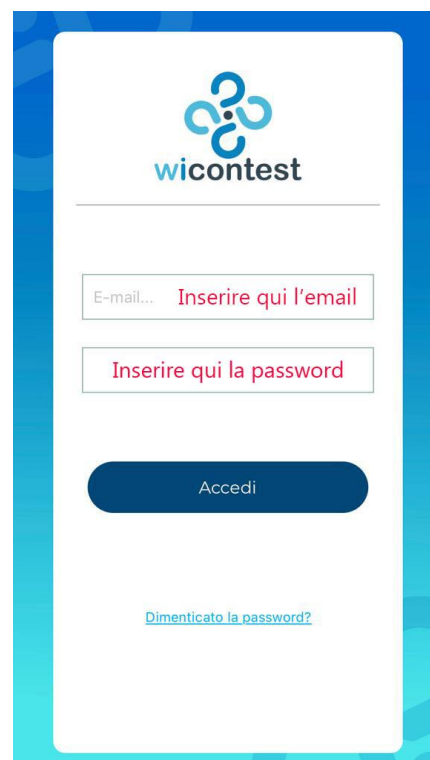 wicontest
E-mail... Inserire qui l'email
Inserire qui la password
Accedi
Dimenticato la password?